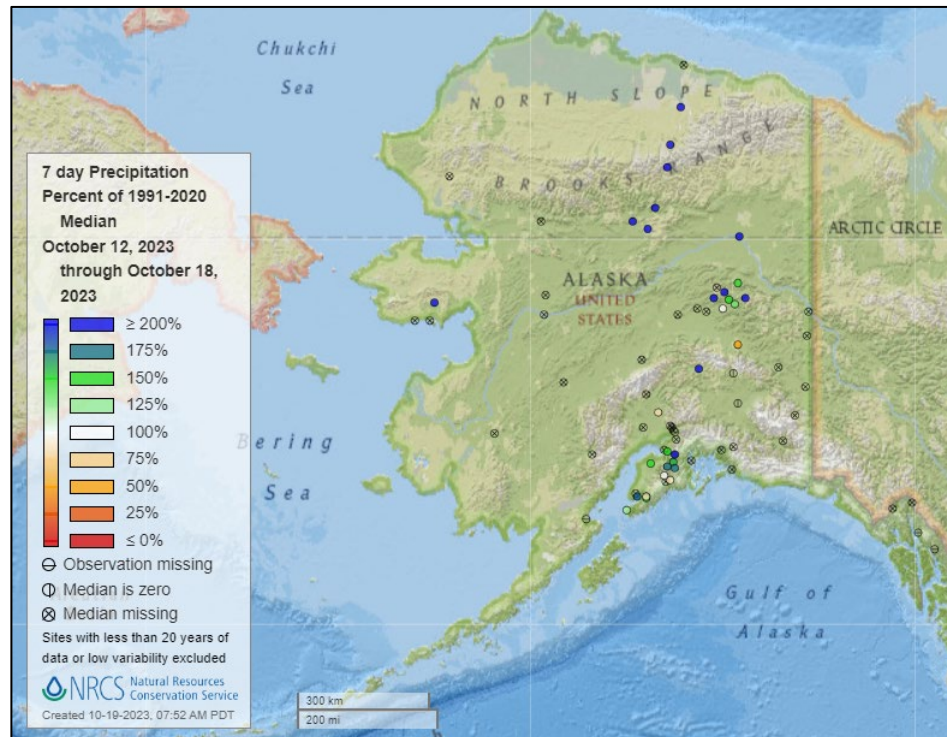 Chukchi
Sea
NORTH SLOPE
BROOKS RANGE
ARCTIC CIRCLE
ALASKA
UNITED
STATES
Bering
Sea
Gulf of
Alaska
7 day Precipitation
Percent of 1991-2020
Median
October 12, 2023
through October 18,
2023
≥ 200%
175%
150%
125%
100%
75%
50%
25%
≤ 0%
Observation missing
Median is zero
Median missing
Sites with less than 20 years of
data or low variability excluded
NRCS Natural Resources
Conservation Service
Created 10-19-2023, 07:52 AM PDT
300 km
200 mi